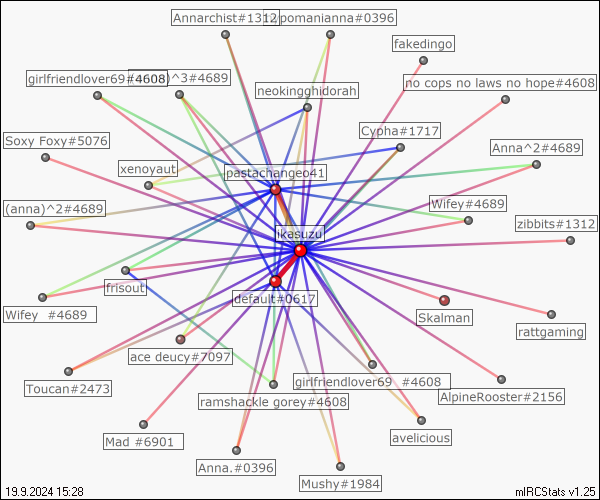 Annarchist#1312
pomanianna#0396
fakedingo
girlfriendlover69#4608
)^3#4689
neokingghidorah
no cops no laws no hope#4608
Soxy Foxy#5076
Cypha#1717
Anna^2#4689
xenoyaut
pastachangeo41
(anna)^2#4689
Wifey#4689
zibbits#1312
ikasuzu
frisout
default#0617
Wifey #4689
Skalman
rattgaming
ace deucy#7097
Toucan#2473
girlfriendlover69 #4608
ramshackle gorey#4608
AlpineRooster#2156
Mad #6901
avelicious
Anna.#0396
Mushy#1984
19.9.2024 15:28
mIRCStats v1.25